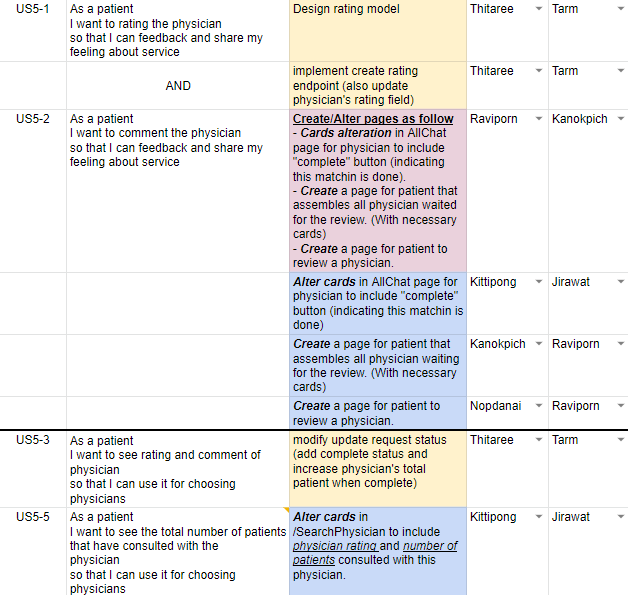 US5-1 As a patient Design rating model Thitaree Tarm
I want to rating the physician
so that I can feedback and share my
feeling about service
AND
implement create rating Thitaree Tarm
endpoint (also update
physician's rating field)
US5-2 As a patient Create/Alter pages as follow Raviporn Kanokpich
I want to comment the physician
so that I can feedback and share my
feeling about service
- Cards alteration in AllChat
page for physician to include
"complete" button (indicating
this matchin is done).
- Create a page for patient that
assembles all physician waited
for the review. (With necessary
cards)
- Create a page for patient to
review a physician.
Alter cards in AllChat page for Kittipong Jirawat
physician to include "complete"
button (indicating this matchin is
done)
Create a page for patient that Kanokpich Raviporn
assembles all physician waiting
for the review. (With necessary
cards)
Create a page for patient to Nopdanai Raviporn
review a physician.
US5-3 As a patient modify update request status Thitaree Tarm
I want to see rating and comment of
physician
so that I can use it for choosing
physicians
(add complete status and
increase physician's total
patient when complete)
US5-5 As a patient Alter cards in Kittipong Jirawat
I want to see the total number of patients
that have consulted with the
physician
so that I can use it for choosing
physicians
/SearchPhysician to include
physician rating and number of
patients consulted with this
physician.